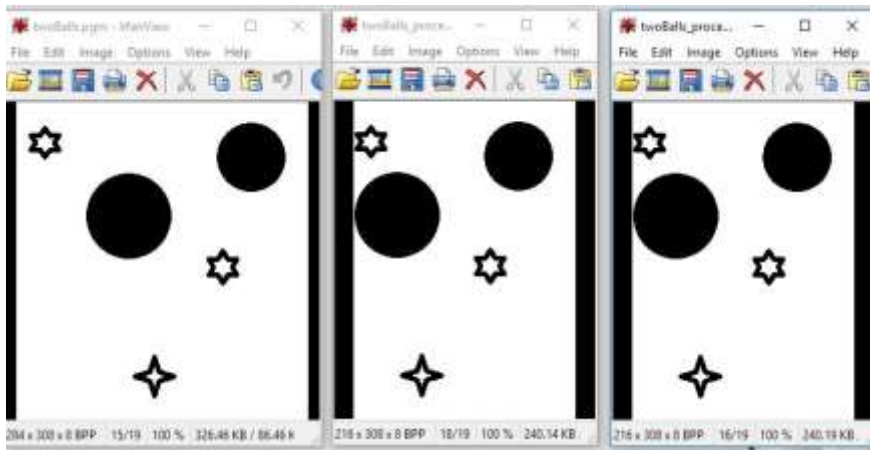 twoBalls.pgm - IrfanView
File Edit Image Options View Help
284 x 308 x 8 BPP 15/19 100 % 326.46 KB / 86.46 K
twoBalls_proce...
File Edit Image Options View Help
216 x 308 x 8 BPP 18/19 100 % 240.14 KB
twoBalls_proce...
File Edit Image Options View Help
216 x 308 x 8 BPP 16/19 100 % 240.19 KB